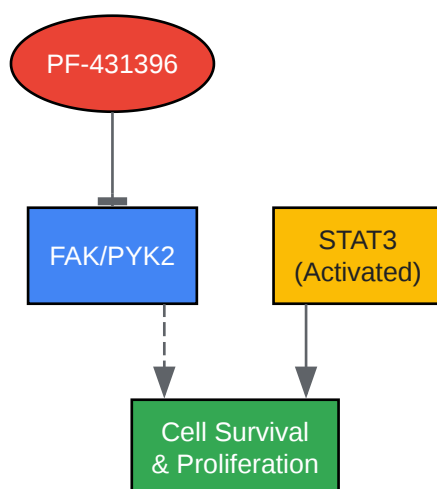 PF-431396
FAK/PYK2
STAT3
(Activated)
Cell Survival
& Proliferation